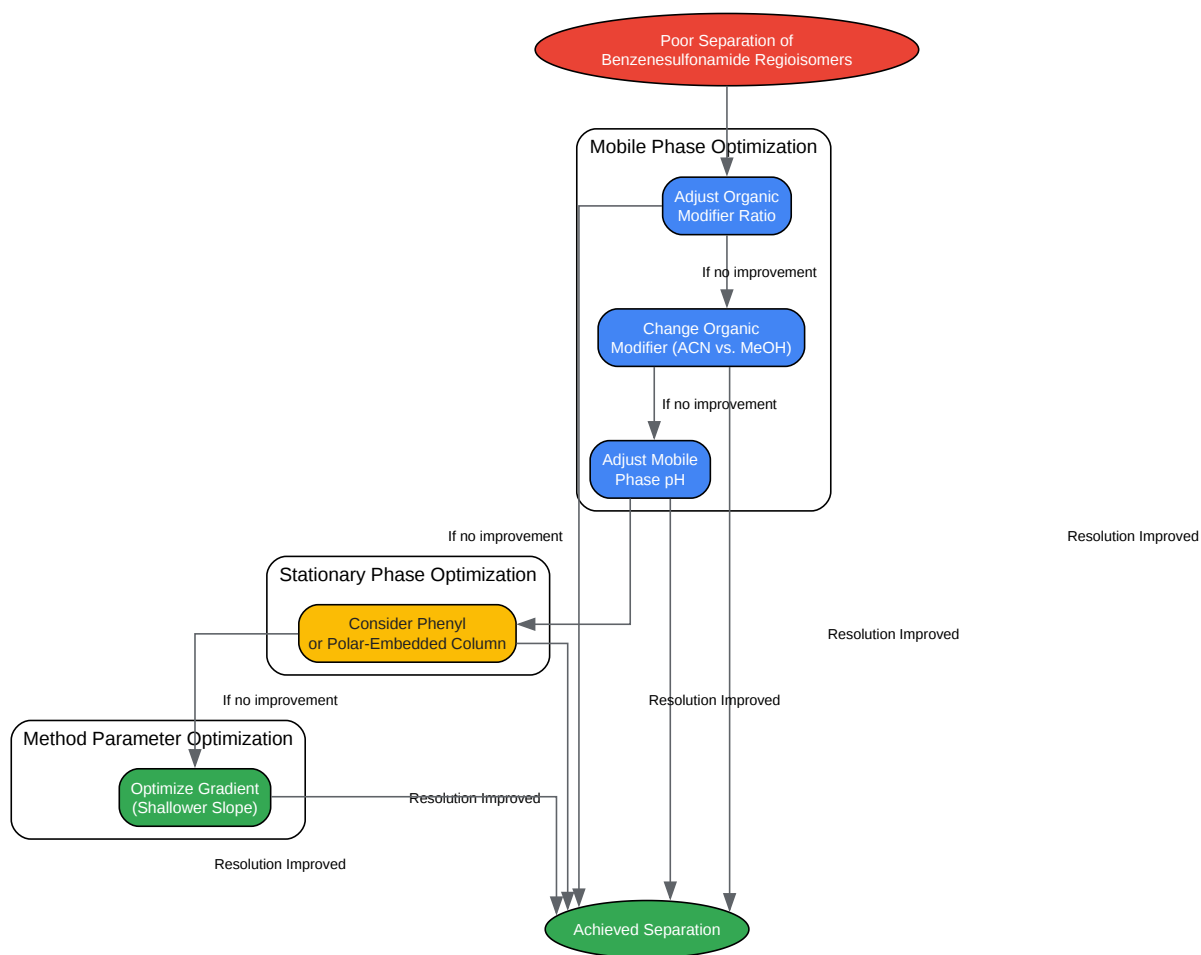 Poor Separation of
Benzenesulfonamide Regioisomers
Mobile Phase Optimization
Adjust Organic
Modifier Ratio
If no improvement
Change Organic
Modifier (ACN vs. MeOH)
If no improvement
Adjust Mobile
Phase pH
If no improvement
Resolution Improved
Stationary Phase Optimization
Consider Phenyl
or Polar-Embedded Column
Resolution Improved
If no improvement
Resolution Improved
Method Parameter Optimization
Optimize Gradient
(Shallower Slope)
Resolution Improved
Resolution Improved
Achieved Separation